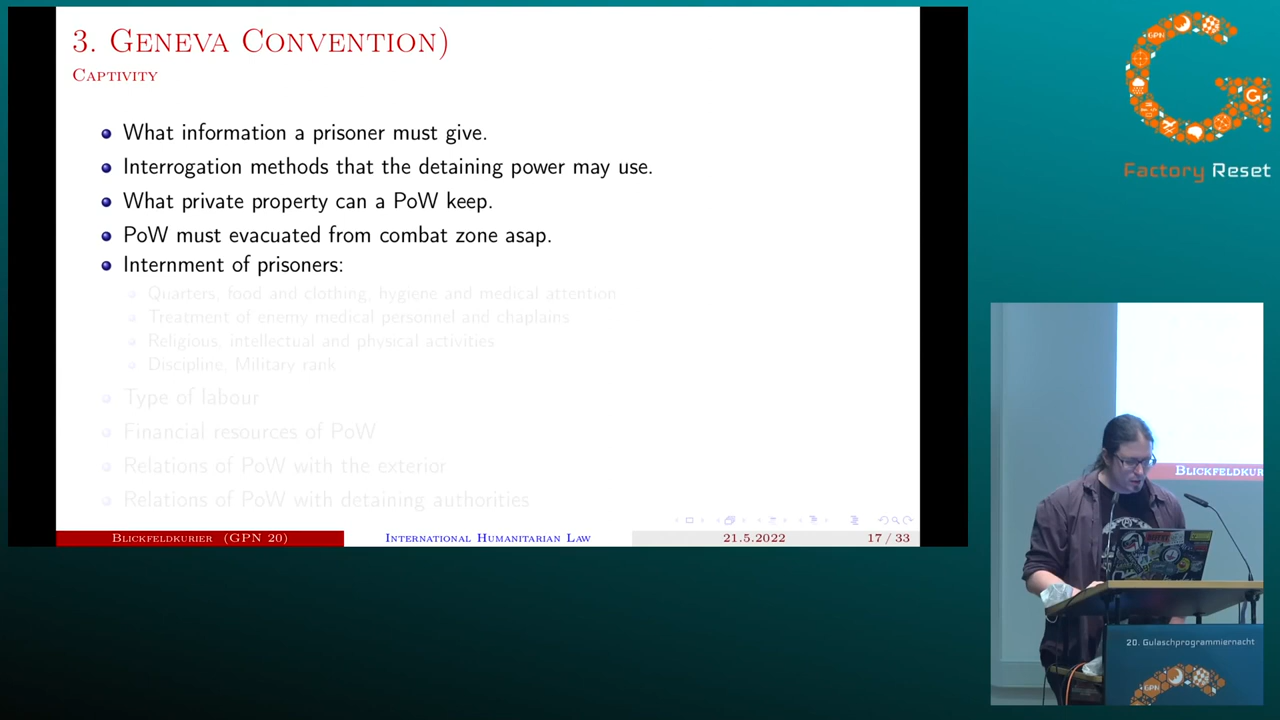 3. Geneva Convention)
Captivity
What information a prisoner must give.
Interrogation methods that the detaining power may use.
What private property can a PoW keep.
PoW must evacuated from combat zone asap.
Internment of prisoners:
Quarters, food and clothing, hygiene and medical attention
Treatment of enemy medical personnel and chaplains
Religious, intellectual and physical activities
Discipline, Military rank
Type of labour
Financial resources of PoW
Relations of PoW with the exterior
Relations of PoW with detaining authorities
Blickfeldkurier (GPN 20) International Humanitarian Law 21.5.2022 17 / 33
GPN
G
Factory Reset
Blickfeldkur
20. Gulaschprogrammiernacht
GPN